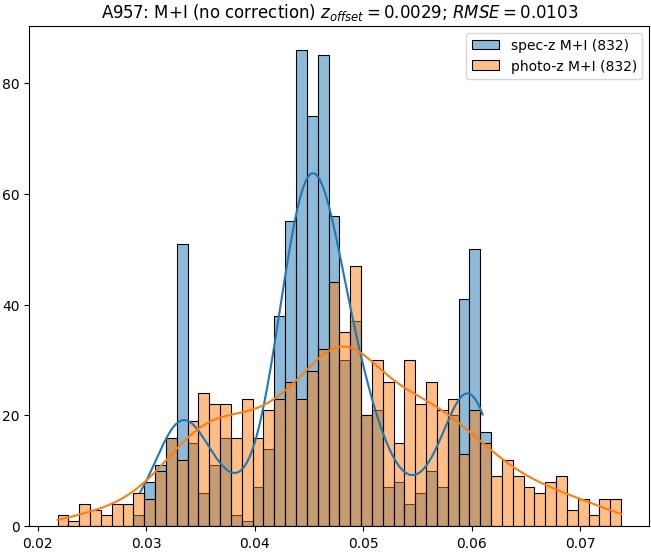 A957: M+I (no correction) z_offset = 0.0029; RMSE = 0.0103
spec-z M+I (832)
photo-z M+I (832)
80
60
40
20
0
0.02 0.03 0.04 0.05 0.06 0.07